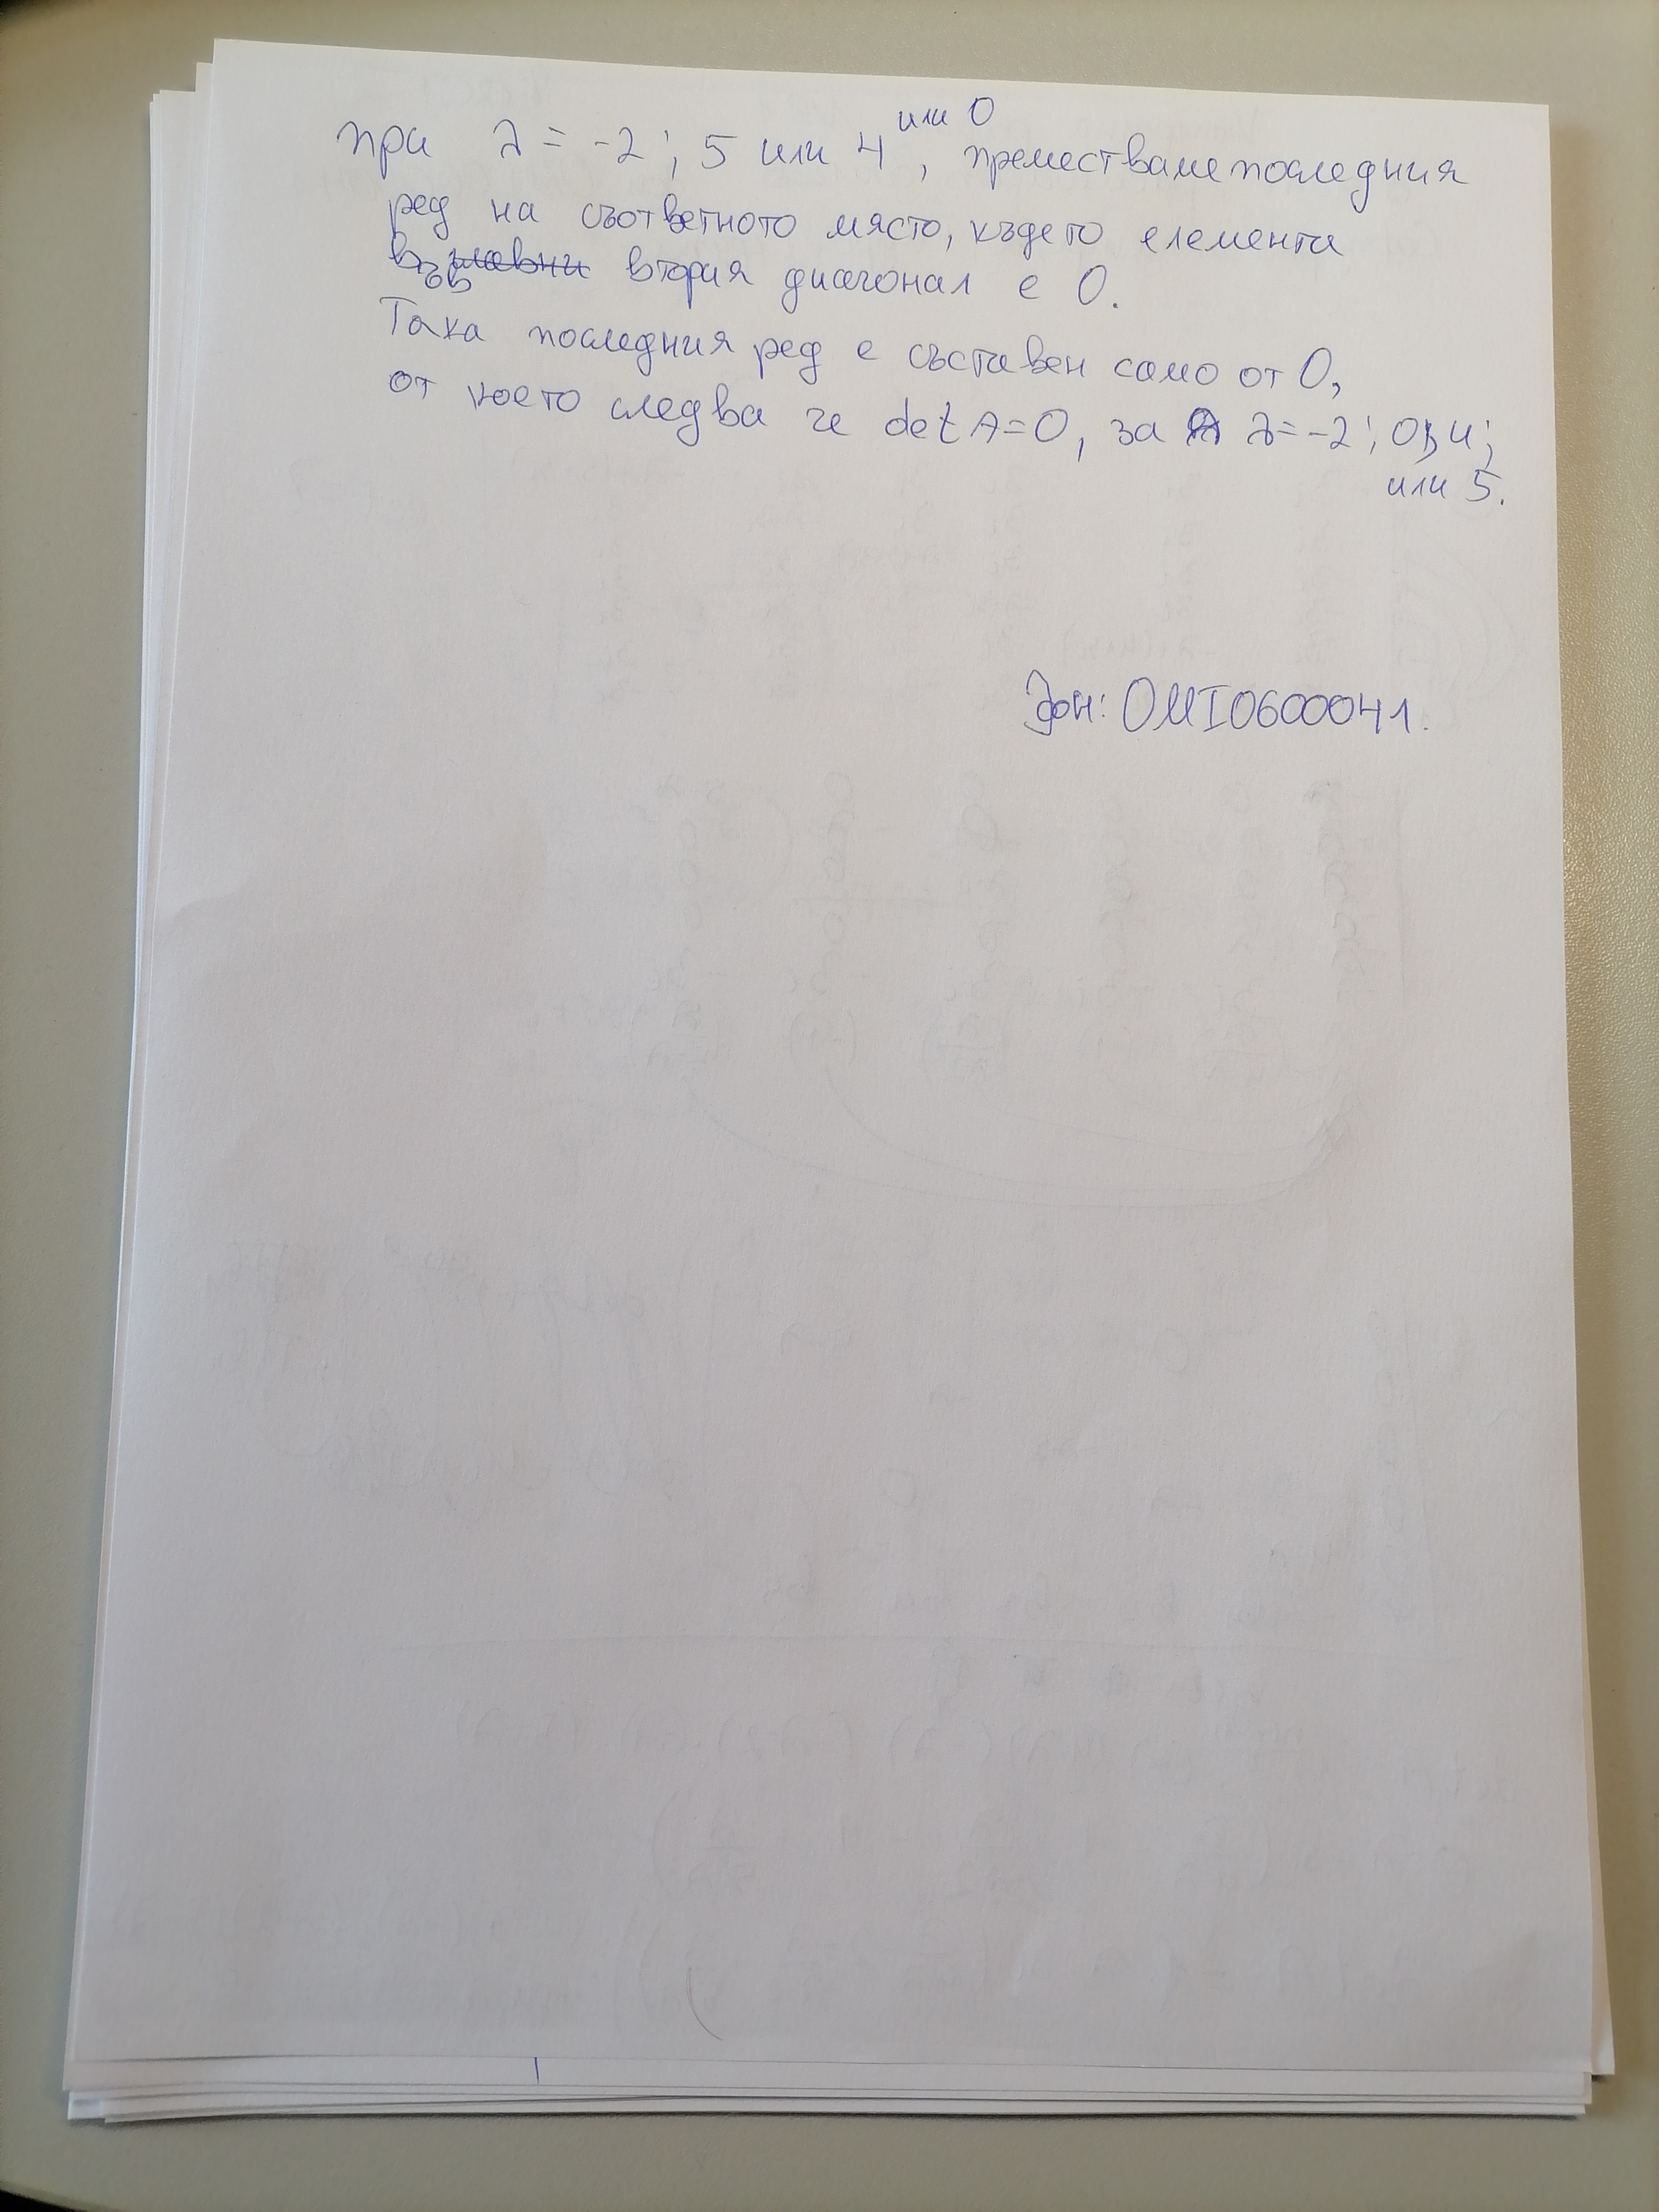 или 0
при λ = -2; 5 или 4, преместваме последния
ред на съответното място, където елемента
във втория диагонал е 0.
Така последния ред е съставен само от 0,
от което следва че det A=0, за λ=-2; 0; 4;
или 5.
Фн: 0MI0600041.